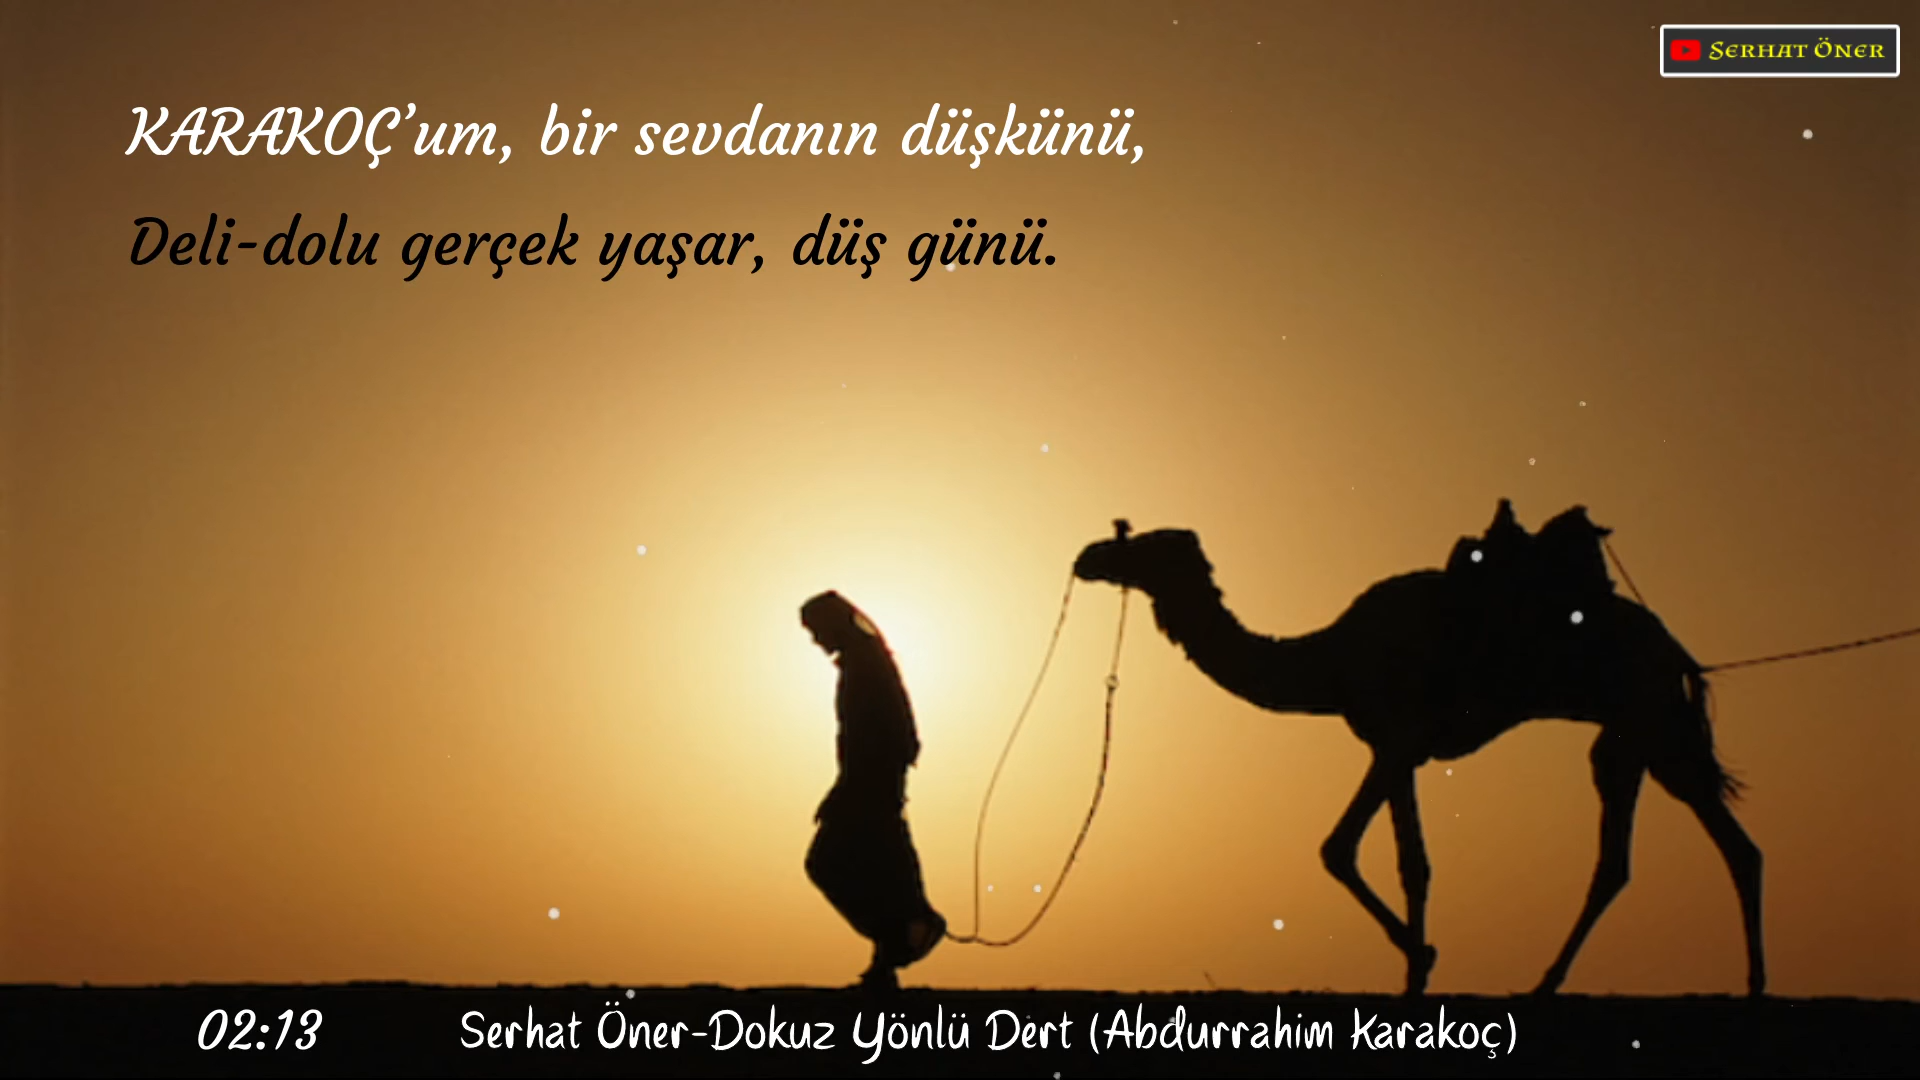 SERHAT ÖNER
KARAKOÇ’um, bir sevdanın düşkünü,
Deli-dolu gerçek yaşar, düş günü.
02:13
Serhat Öner-Dokuz Yönlü Dert (Abdurrahim Karakoç)